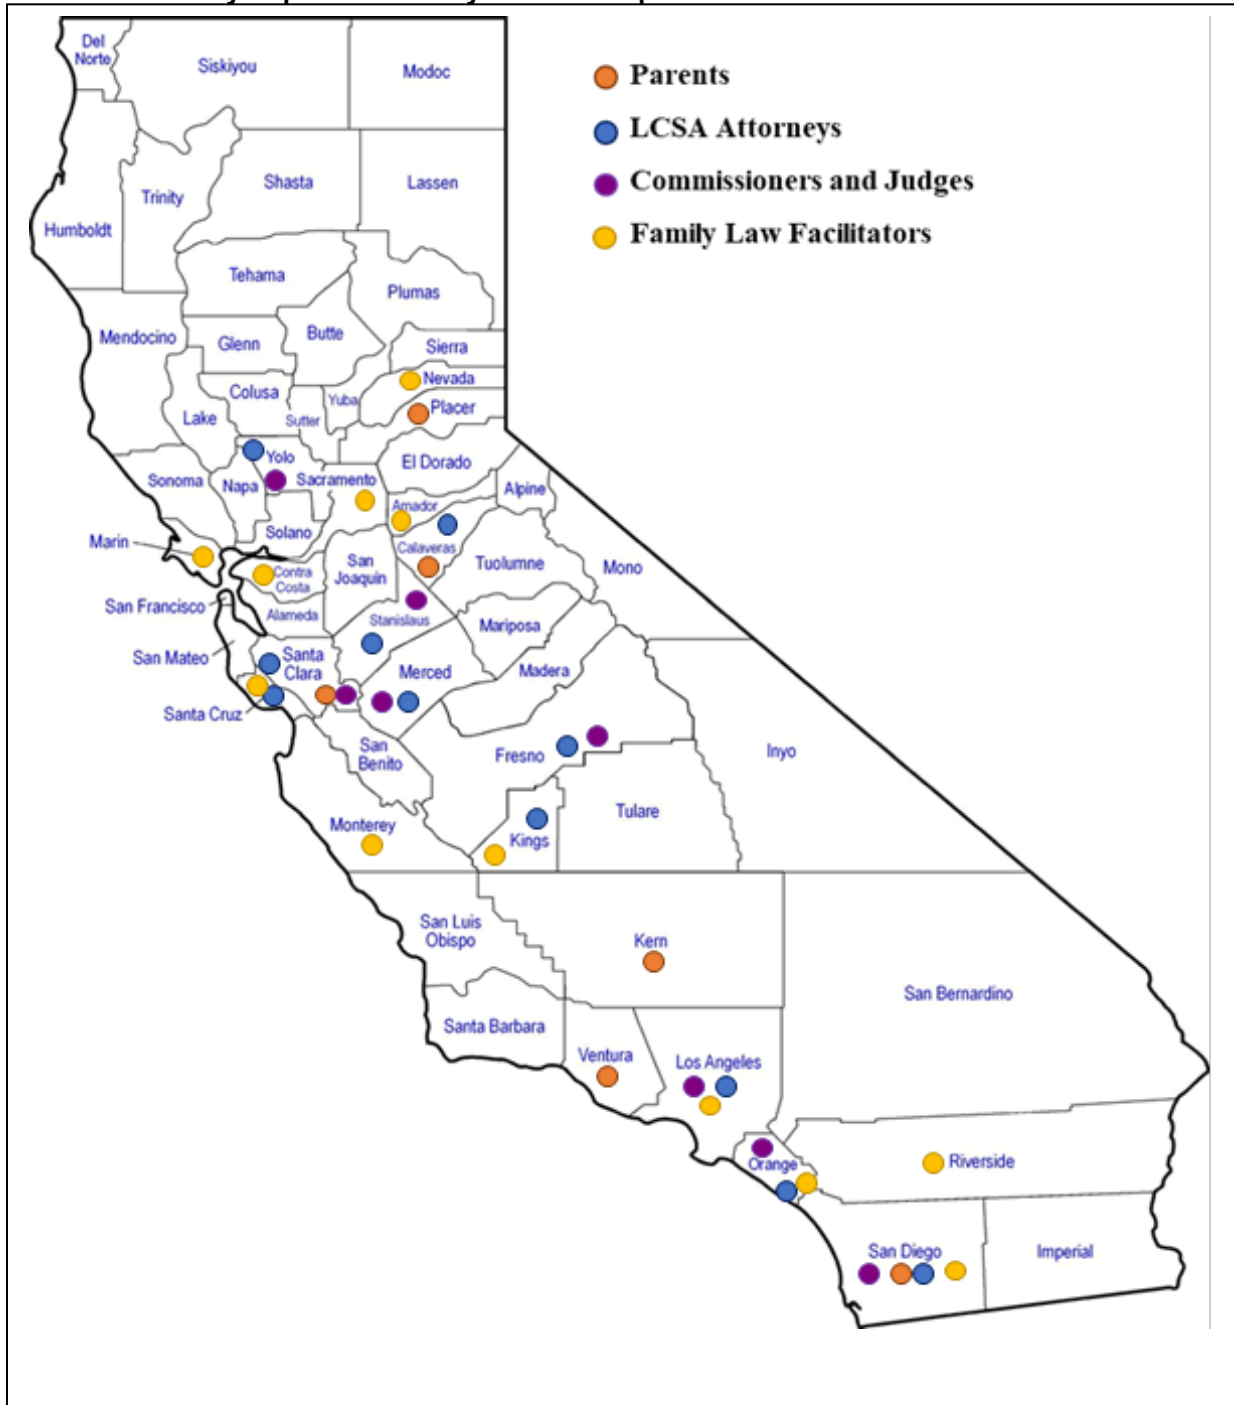 Del
Norte
Siskiyou
Modoc
Parents
LCSA Attorneys
Commissioners and Judges
Family Law Facilitators
Shasta
Lassen
Trinity
Humboldt
Tehama
Plumas
Mendocino
Glenn
Butte
Sierra
Nevada
Colusa
Yuba
Placer
Lake
Sutter
Yolo
El Dorado
Sonoma
Napa
Sacramento
Alpine
Amador
Solano
Marin
Calaveras
Tuolumne
Mono
San
Joaquin
Contra
Costa
San Francisco
Alameda
Stanislaus
Mariposa
San Mateo
Santa
Clara
Merced
Madera
Santa Cruz
San
Benito
Fresno
Inyo
Tulare
Monterey
Kings
San Luis
Obispo
Kern
San Bernardino
Santa Barbara
Ventura
Los Angeles
Orange
Riverside
San Diego
Imperial